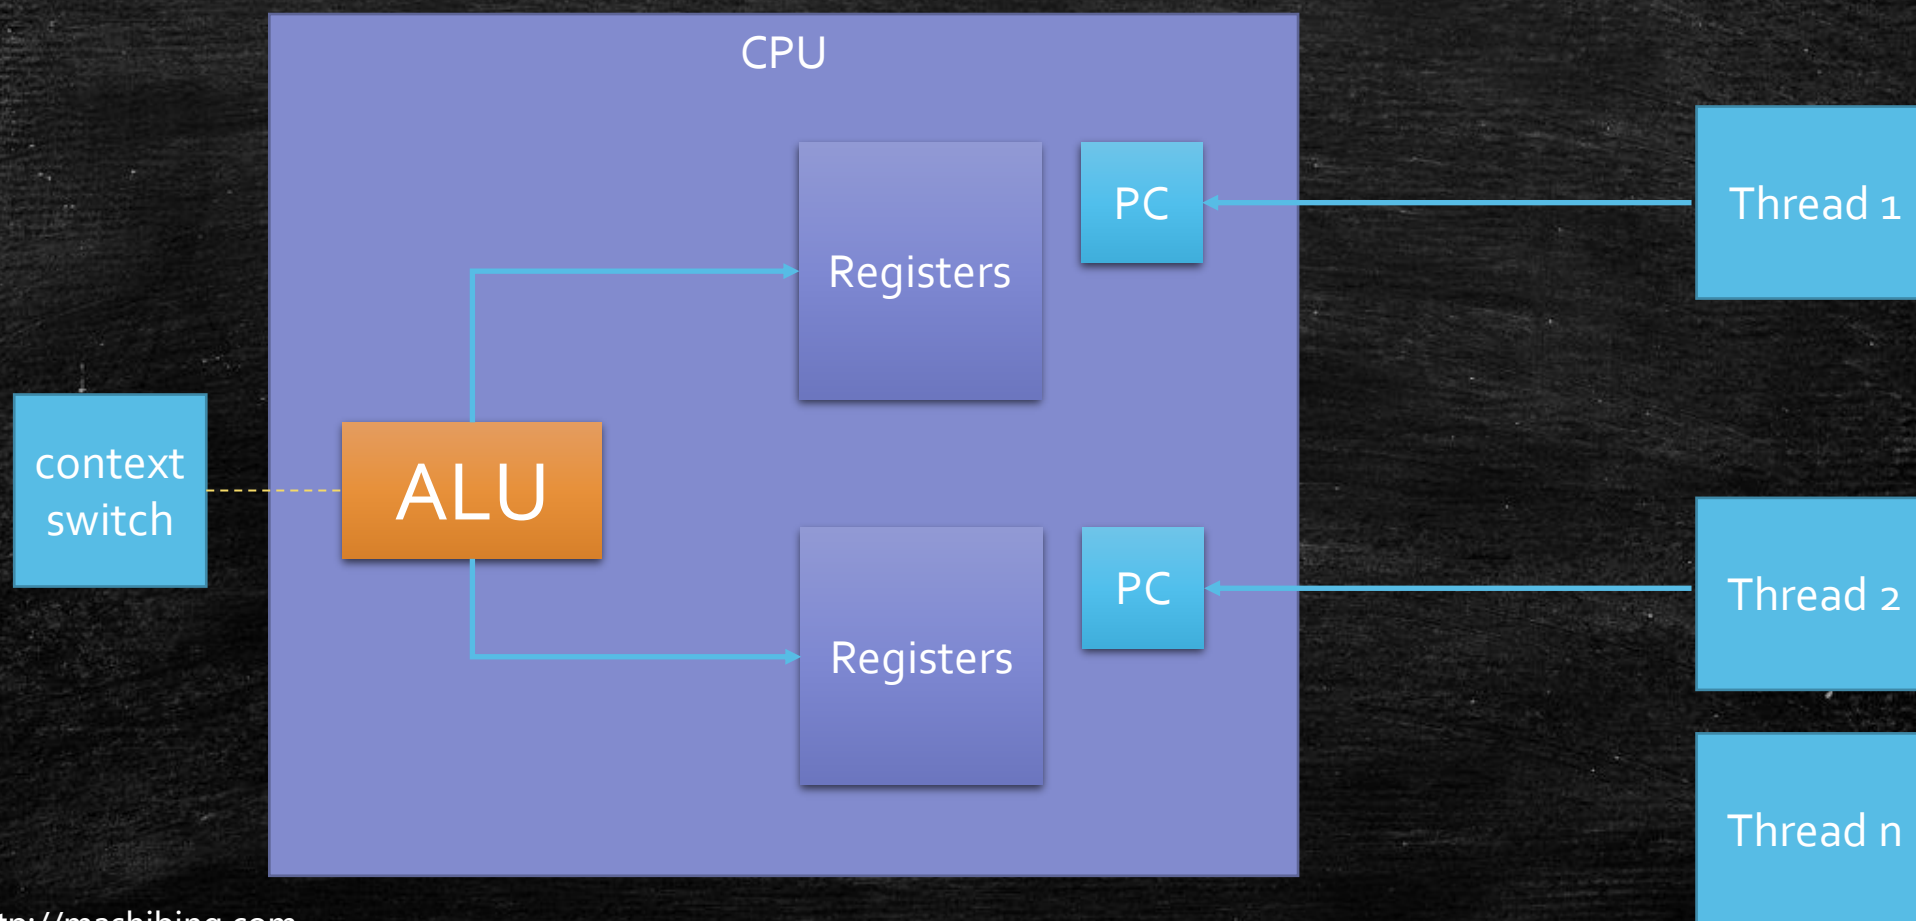 CPU
PC
Thread 1
Registers
context
switch
ALU
PC
Thread 2
Registers
Thread n